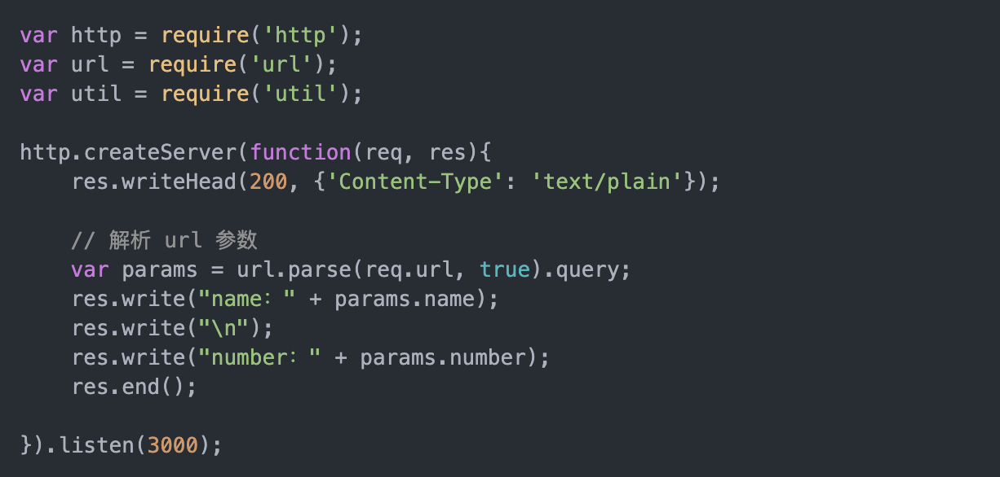 var http = require('http');
var url = require('url');
var util = require('util');

http.createServer(function(req, res){
    res.writeHead(200, {'Content-Type': 'text/plain'});

    // 解析 url 参数
    var params = url.parse(req.url, true).query;
    res.write("name：" + params.name);
    res.write("\n");
    res.write("number：" + params.number);
    res.end();

}).listen(3000);